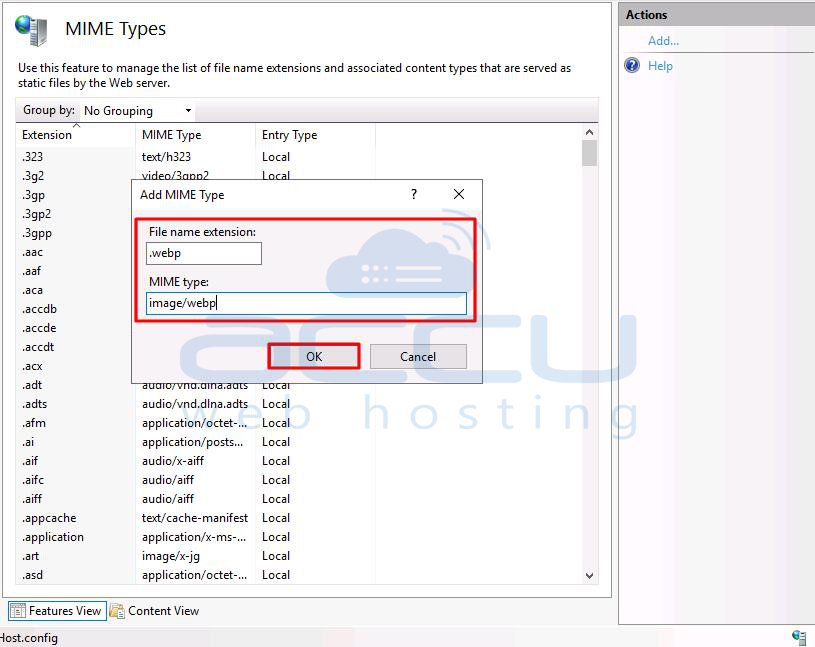 MIME Types
Use this feature to manage the list of file name extensions and associated content types that are served as
static files by the Web server.
Group by: No Grouping
Extension MIME Type Entry Type
.323 text/h323 Local
.3g2 video/3gpp2 Local
.3gp
.3gp2
.3gpp
.aac
.aaf
.aca
.accdb
.accde
.accdt
.acx
.adt audio/vnd.dlna.adts Local
.adts audio/vnd.dlna.adts Local
.afm application/octet-... Local
.ai application/posts... Local
.aif audio/x-aiff Local
.aifc audio/aiff Local
.aiff audio/aiff Local
.appcache text/cache-manifest Local
.application application/x-ms-... Local
.art image/x-jg Local
.asd application/octet-... Local
Add MIME Type ?
File name extension:
.webp
MIME type:
image/webp
OK Cancel
accu
web hosting
Features View Content View
Host.config
Actions
Add...
Help